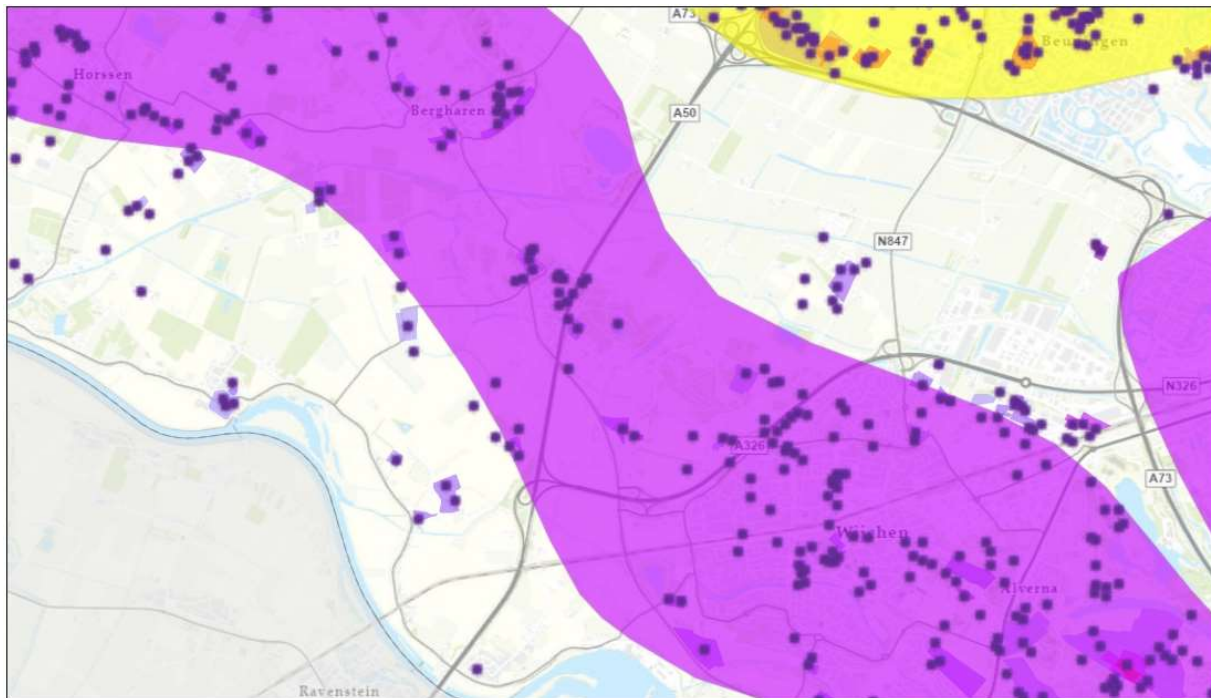 A73
Beuningen
Horssen
Bergharen
A50
N847
N326
A326
A73
Wijchen
Alverna
Ravenstein